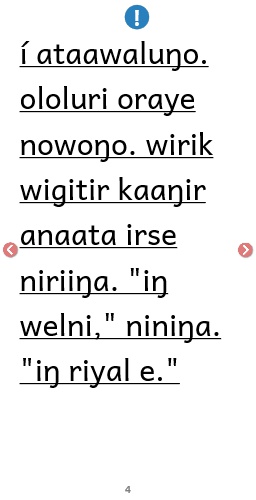 í ataawaluŋo.
ololuri oraye
nowoŋo. wirik
wigitir kaaŋir
anaata irse
niriiŋa. "iŋ
welni," niniŋa.
"iŋ riyal e."
4